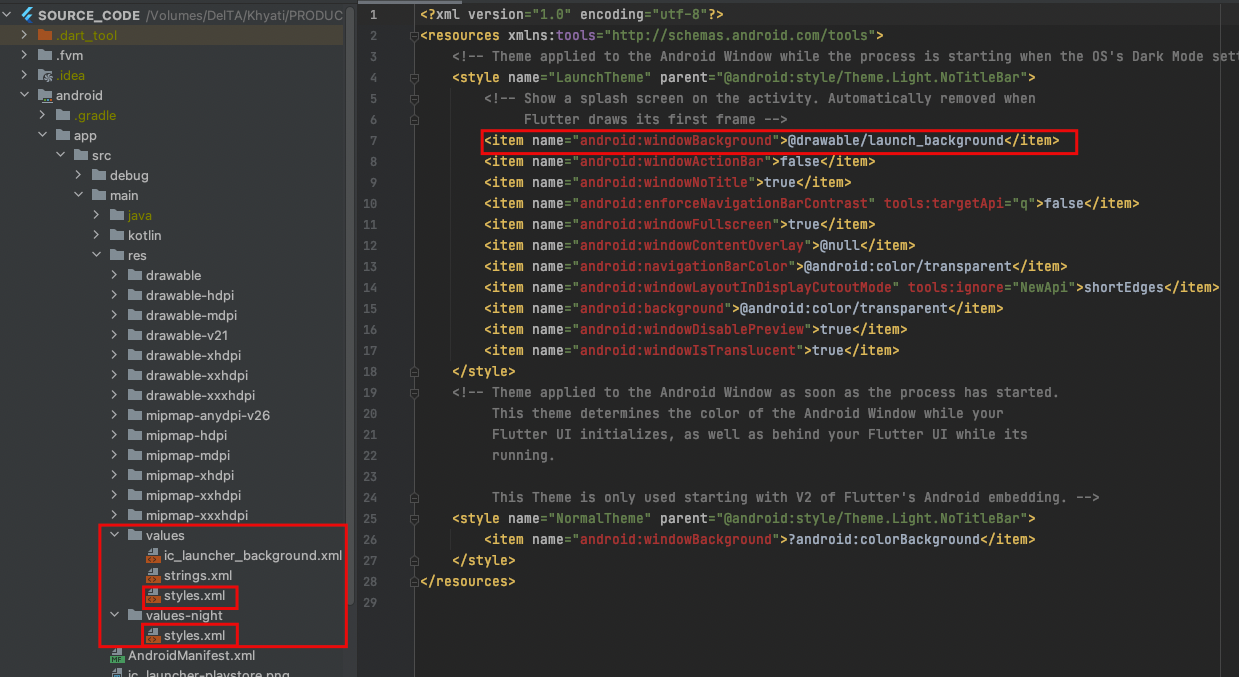 SOURCE_CODE /Volumes/DelTA/Khyati/PRODUC
.dart_tool
.fvm
.idea
android
.gradle
app
src
debug
main
java
kotlin
res
drawable
drawable-hdpi
drawable-mdpi
drawable-v21
drawable-xhdpi
drawable-xxhdpi
drawable-xxxhdpi
mipmap-anydpi-v26
mipmap-hdpi
mipmap-mdpi
mipmap-xhdpi
mipmap-xxhdpi
mipmap-xxxhdpi
values
ic_launcher_background.xml
strings.xml
styles.xml
values-night
styles.xml
AndroidManifest.xml
ic_launcher-playstore.png
1 <?xml version="1.0" encoding="utf-8"?>
2 <resources xmlns:tools="http://schemas.android.com/tools">
3 <!-- Theme applied to the Android Window while the process is starting when the OS's Dark Mode sett
4 <style name="LaunchTheme" parent="@android:style/Theme.Light.NoTitleBar">
5 <!-- Show a splash screen on the activity. Automatically removed when
6 Flutter draws its first frame -->
7 <item name="android:windowBackground">@drawable/launch_background</item>
8 <item name="android:windowActionBar">false</item>
9 <item name="android:windowNoTitle">true</item>
10 <item name="android:enforceNavigationBarContrast" tools:targetApi="q">false</item>
11 <item name="android:windowFullscreen">true</item>
12 <item name="android:windowContentOverlay">@null</item>
13 <item name="android:navigationBarColor">@android:color/transparent</item>
14 <item name="android:windowLayoutInDisplayCutoutMode" tools:ignore="NewApi">shortEdges</item>
15 <item name="android:background">@android:color/transparent</item>
16 <item name="android:windowDisablePreview">true</item>
17 <item name="android:windowIsTranslucent">true</item>
18 </style>
19 <!-- Theme applied to the Android Window as soon as the process has started.
20 This theme determines the color of the Android Window while your
21 Flutter UI initializes, as well as behind your Flutter UI while its
22 running.
23
24 This Theme is only used starting with V2 of Flutter's Android embedding. -->
25 <style name="NormalTheme" parent="@android:style/Theme.Light.NoTitleBar">
26 <item name="android:windowBackground">?android:colorBackground</item>
27 </style>
28 </resources>
29